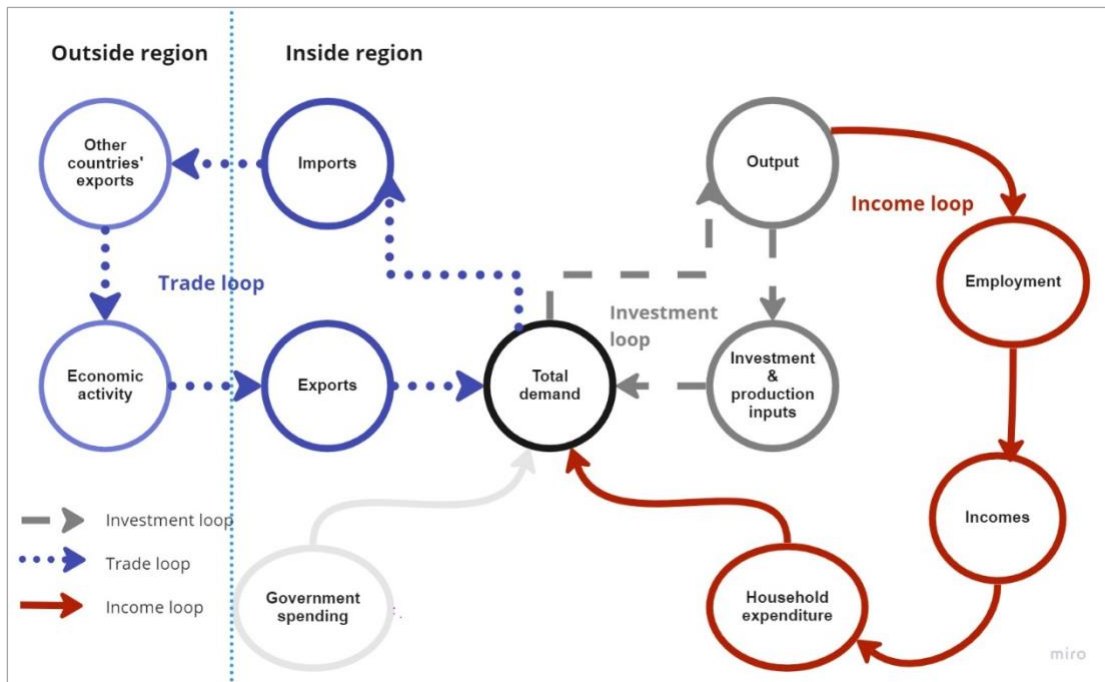 Outside region
Inside region
Other
countries'
exports
Imports
Output
Income loop
Trade loop
Employment
Investment
loop
Economic
activity
Exports
Total
demand
Investment
&
production
inputs
Incomes
Investment loop
Trade loop
Income loop
Government
spending
Household
expenditure
miro